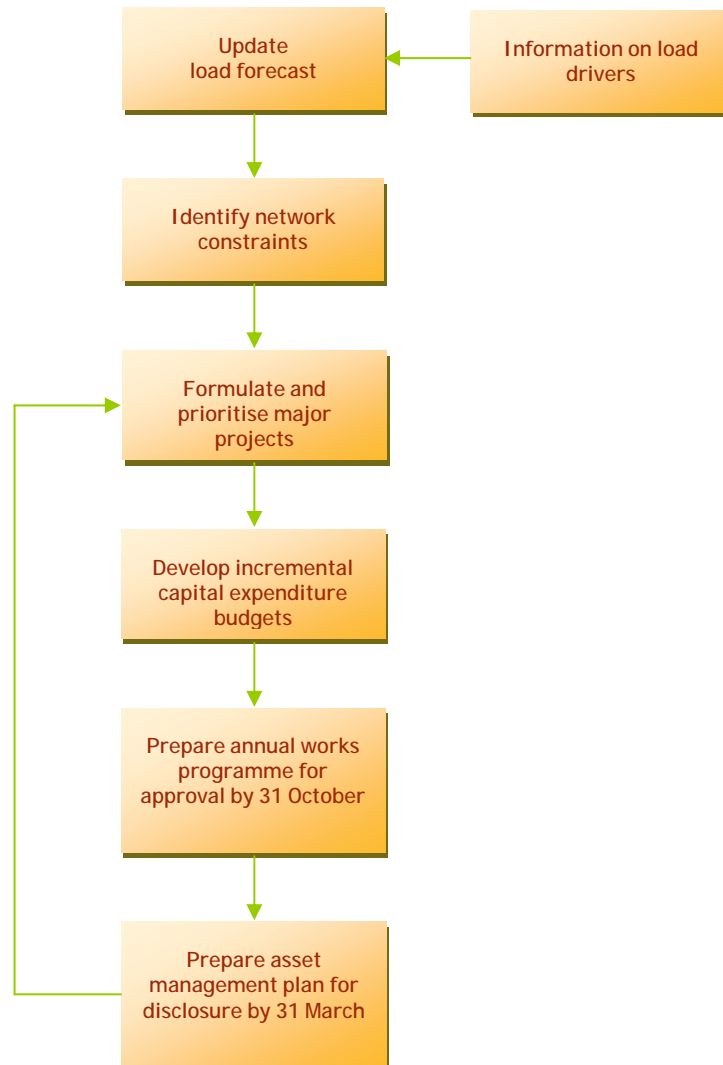 Update
load forecast
Information on load
drivers
Identify network
constraints
Formulate and
prioritise major
projects
Develop incremental
capital expenditure
budgets
Prepare annual works
programme for
approval by 31 October
Prepare asset
management plan for
disclosure by 31 March